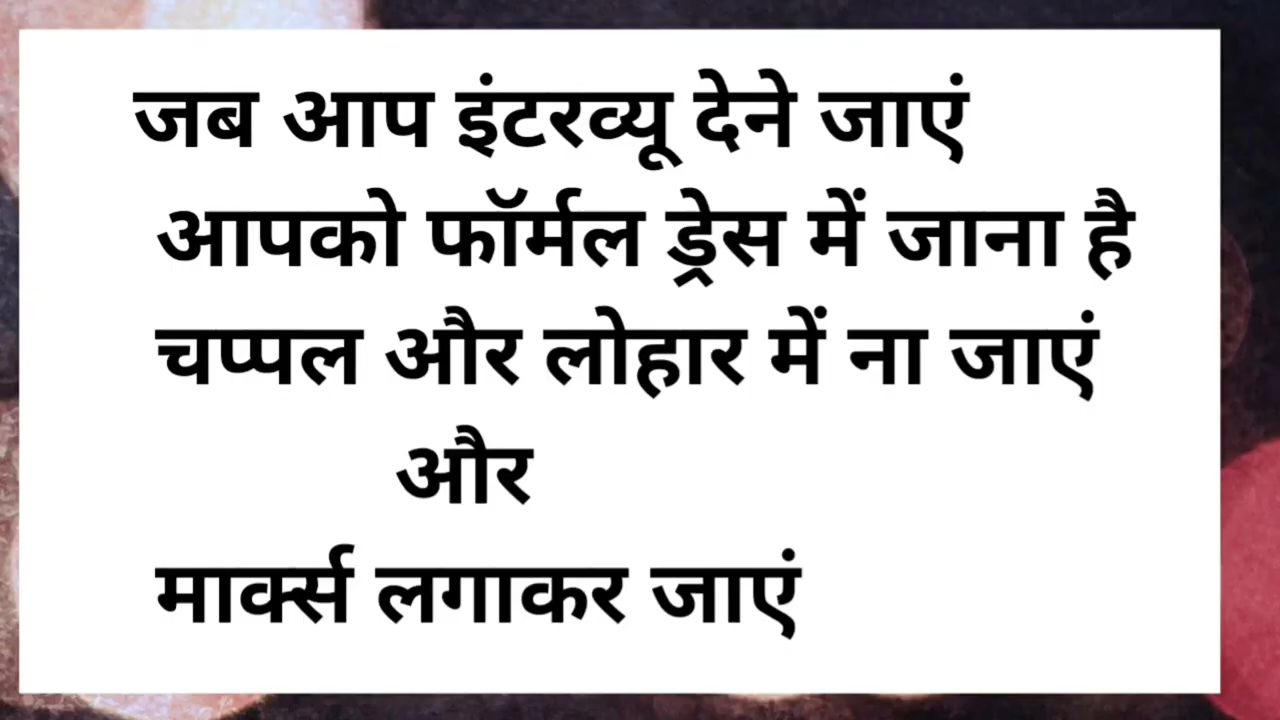 जब आप इंटरव्यू देने जाएं
आपको फॉर्मल ड्रेस में जाना है
चप्पल और लोहार में ना जाएं
और
मार्क्स लगाकर जाएं